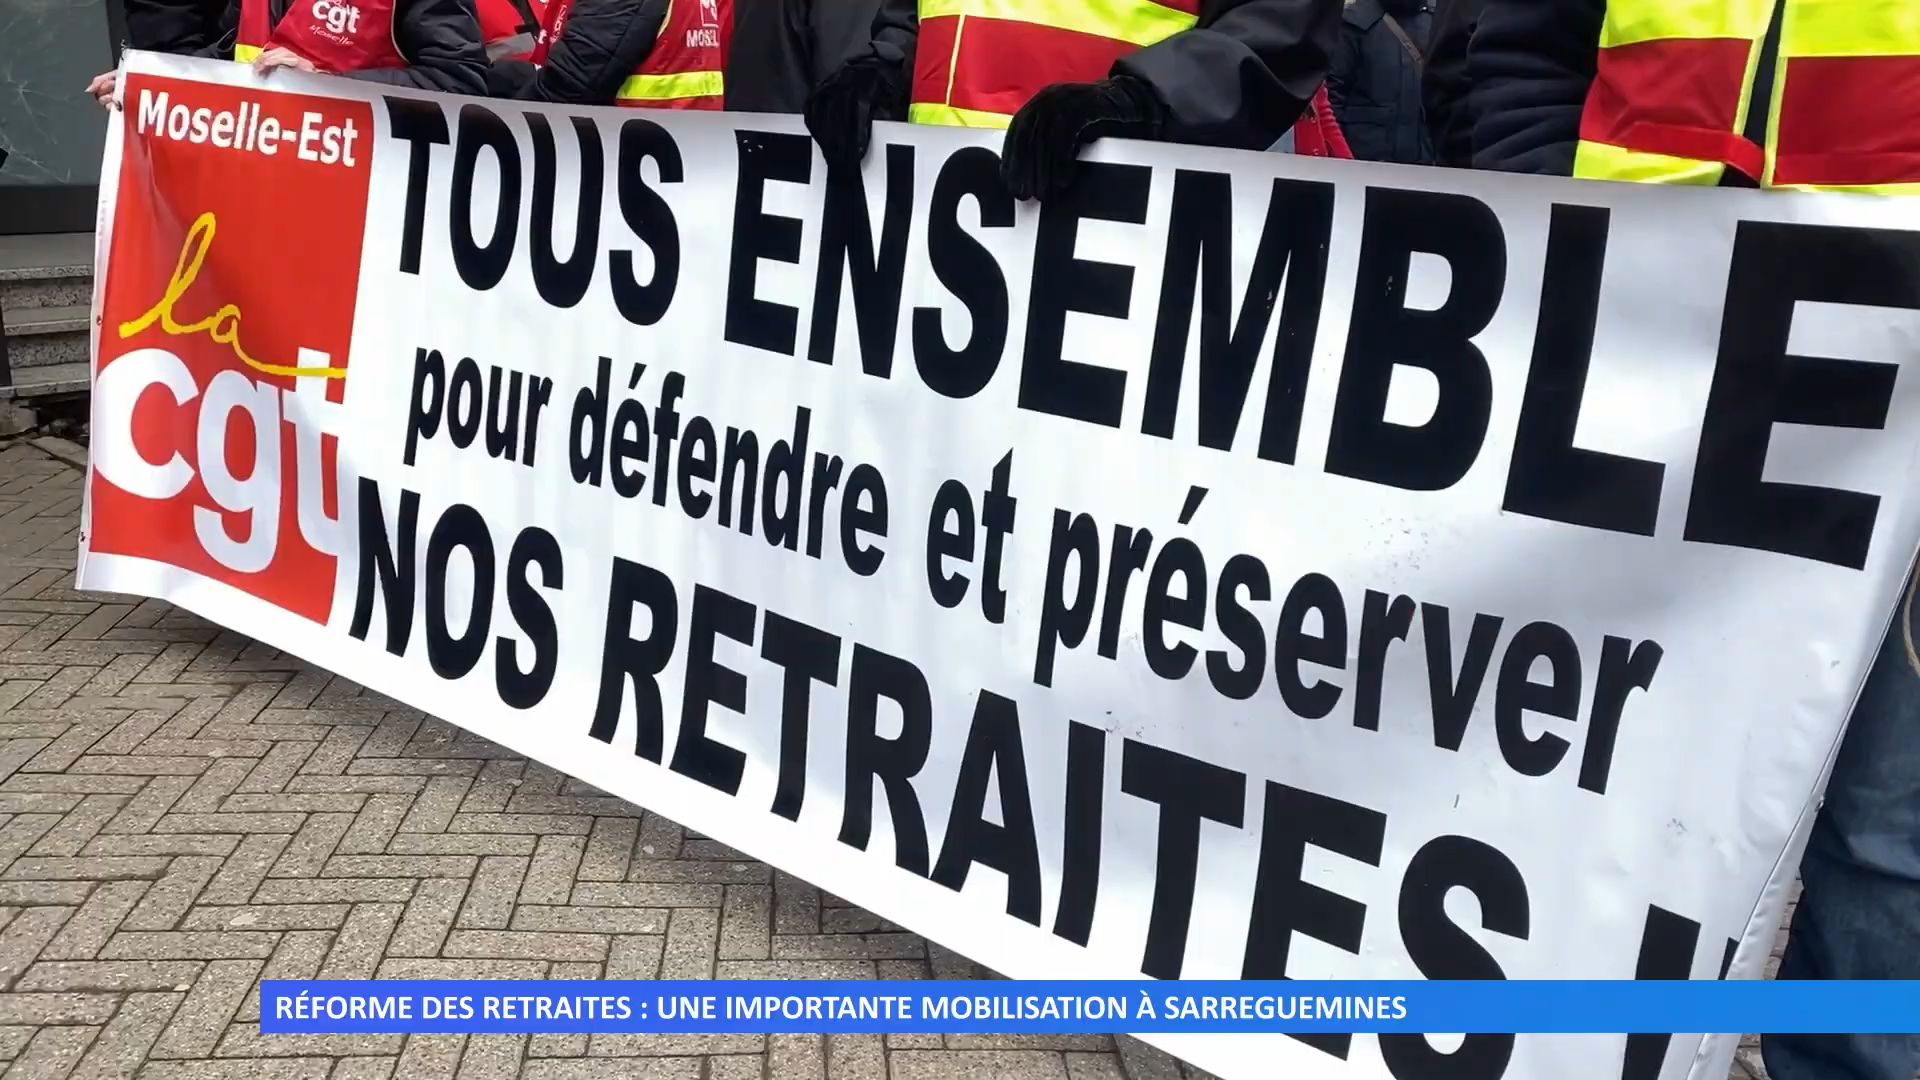 cgt
Moselle
Moselle-Est
la
cgt
TOUS ENSEMBLE
pour défendre et préserver
NOS RETRAITES !!
RÉFORME DES RETRAITES : UNE IMPORTANTE MOBILISATION À SARREGUEMINES